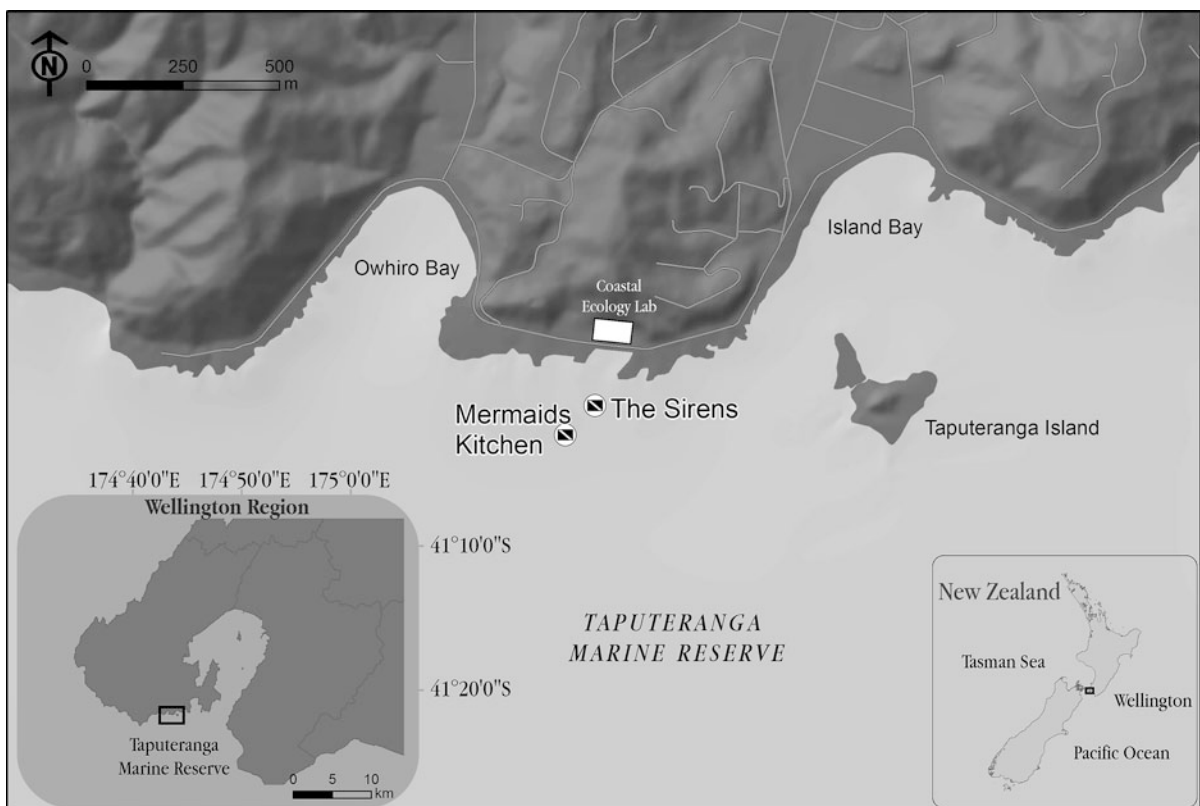 N
0
250
500
m
Island Bay
Owhiro Bay
Coastal
Ecology Lab
Mermaids
Kitchen
The Sirens
Taputeranga Island
174°40'0"E
174°50'0"E
175°0'0"E
Wellington Region
41°10'0"S
41°20'0"S
Taputeranga
Marine Reserve
0
5
10
km
TAPUTERANGA
MARINE RESERVE
New Zealand
Tasman Sea
Wellington
Pacific Ocean